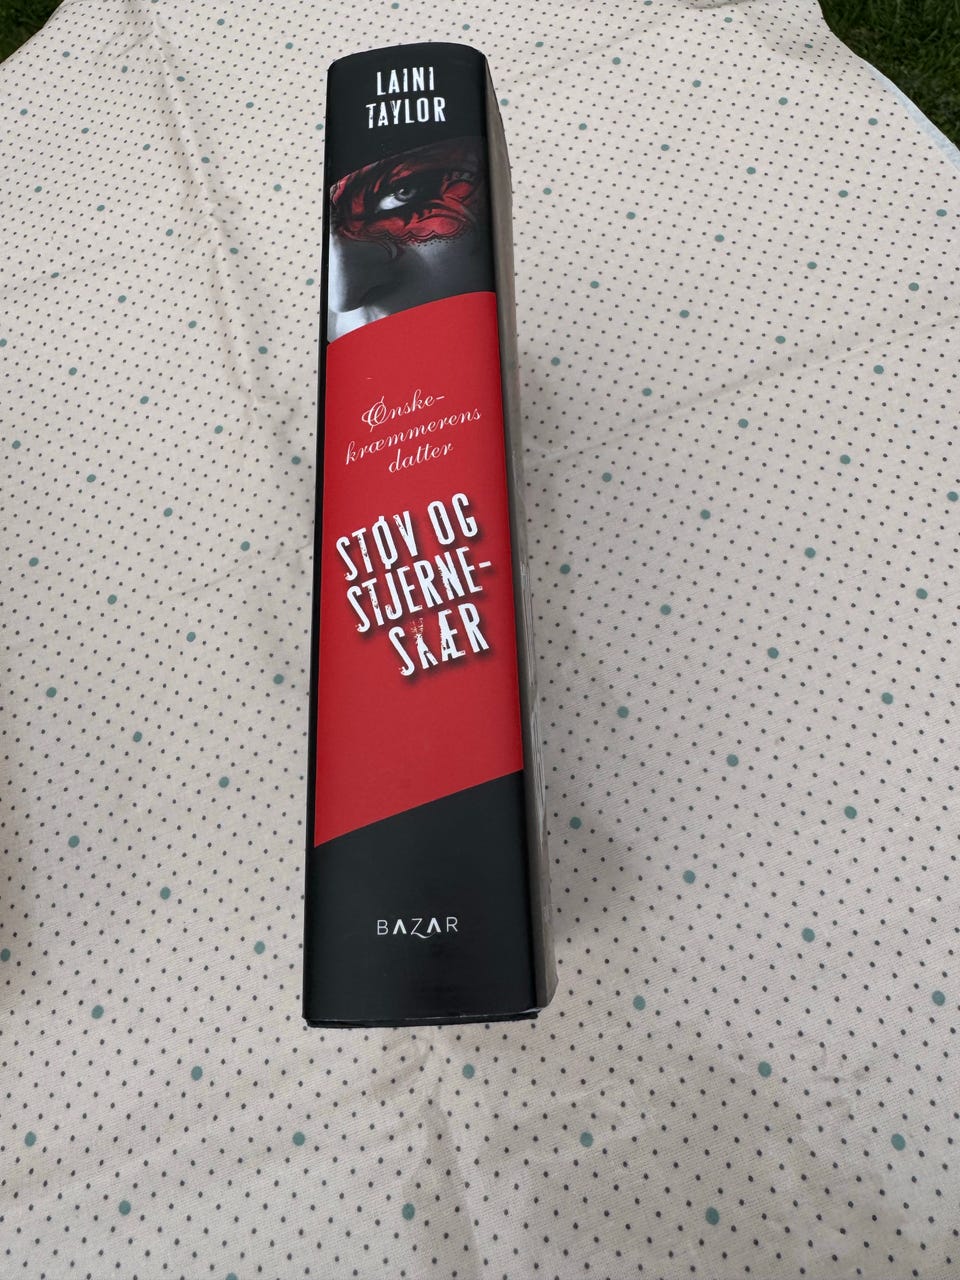 LAINI
TAYLOR
Ønske-
kræmmerens
datter
STØV OG
STJERNE-
SKÆR
BAZAR